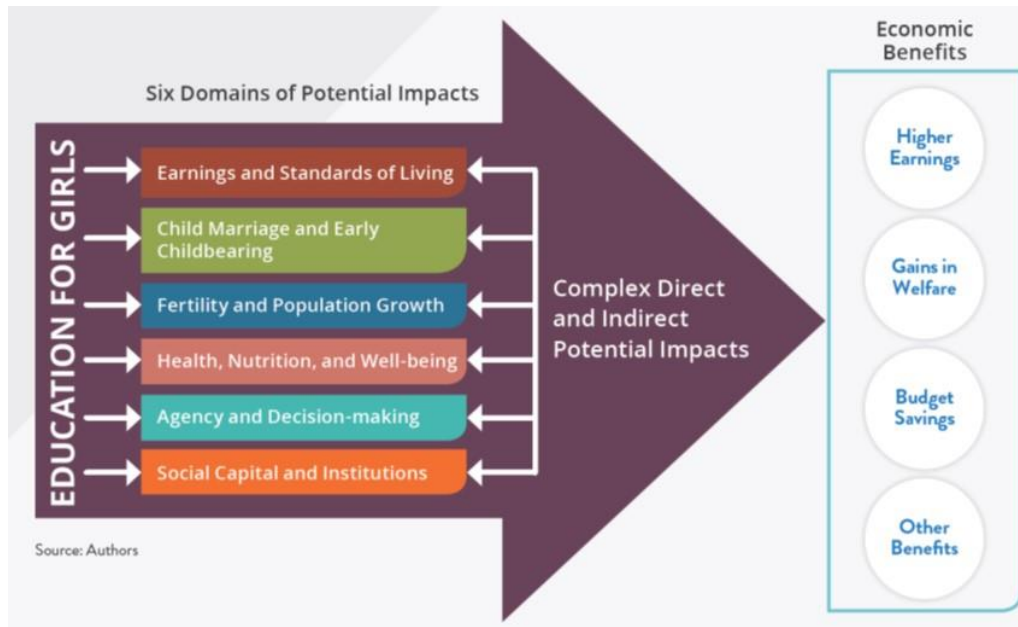 Six Domains of Potential Impacts
EDUCATION FOR GIRLS
Earnings and Standards of Living
Child Marriage and Early
Childbearing
Fertility and Population Growth
Health, Nutrition, and Well-being
Agency and Decision-making
Social Capital and Institutions
Complex Direct
and Indirect
Potential Impacts
Economic
Benefits
Higher
Earnings
Gains in
Welfare
Budget
Savings
Other
Benefits
Source: Authors